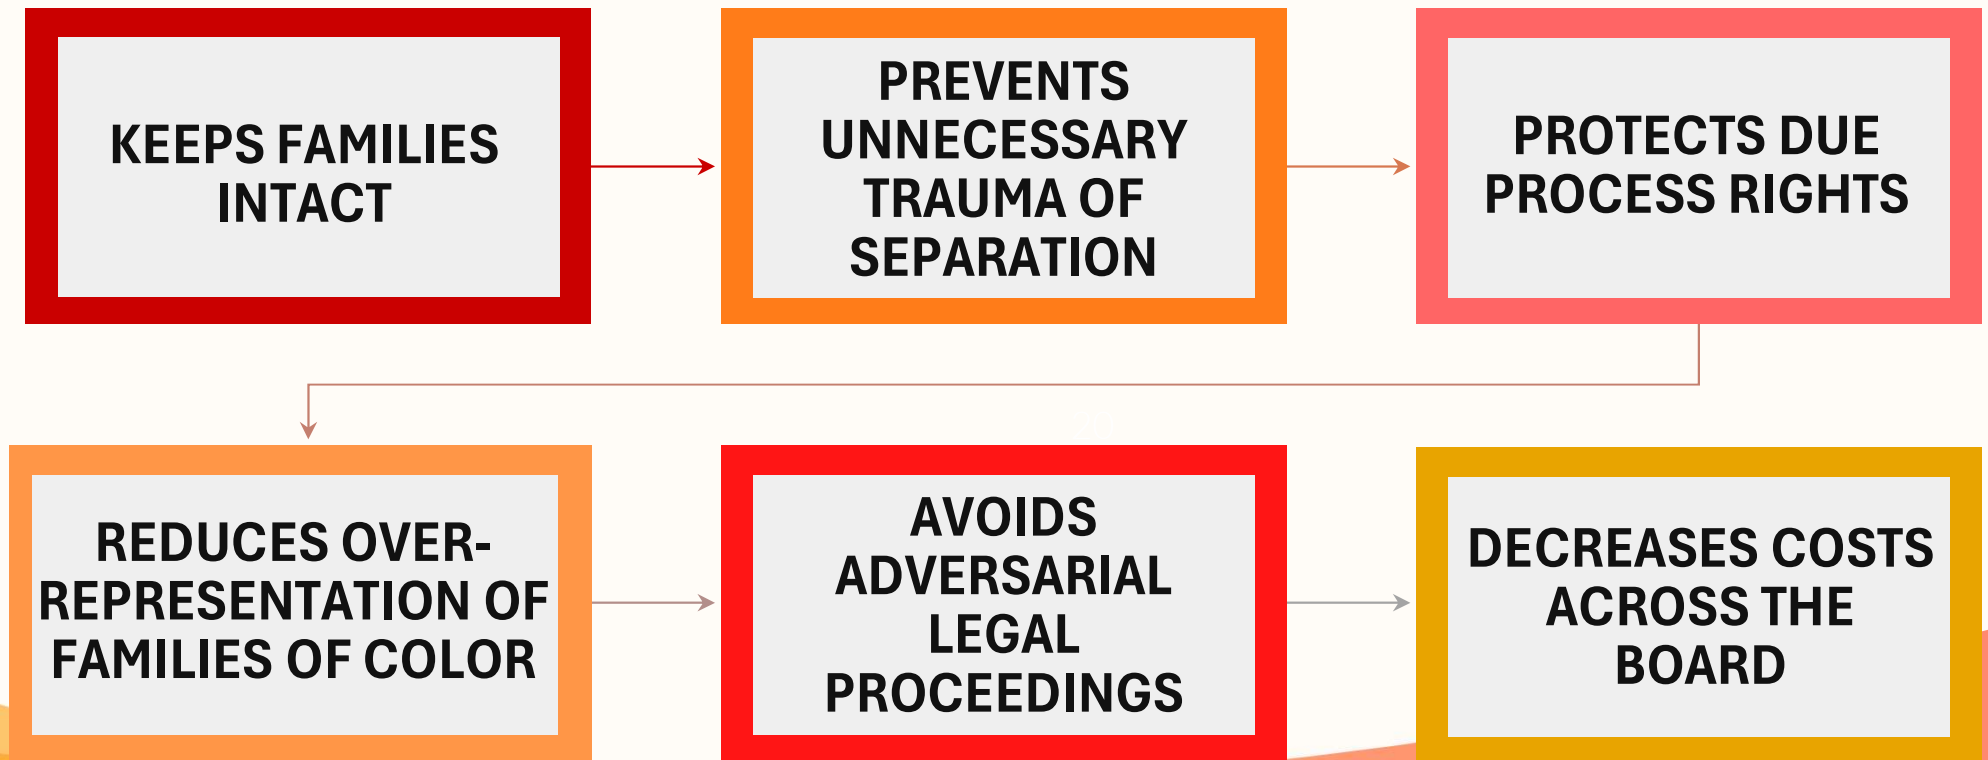 KEEPS FAMILIES
INTACT
PREVENTS
UNNECESSARY
TRAUMA OF
SEPARATION
PROTECTS DUE
PROCESS RIGHTS
REDUCES OVER-
REPRESENTATION OF
FAMILIES OF COLOR
AVOIDS
ADVERSARIAL
LEGAL
PROCEEDINGS
DECREASES COSTS
ACROSS THE
BOARD